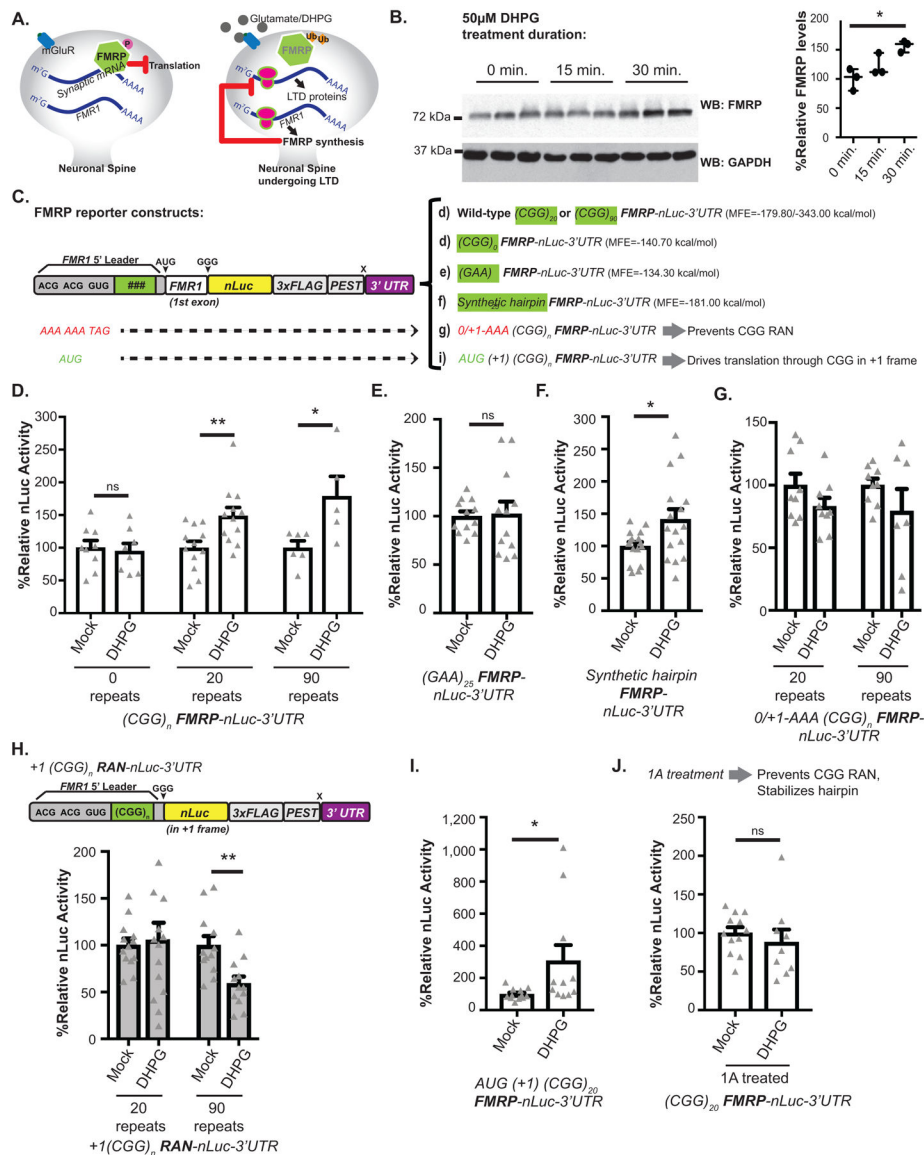 A.
mGluR
FMRP
P
Synaptic mRNA
Translation
m⁷G
AAAA
m⁷G
FMR1
AAAA
Neuronal Spine
Glutamate/DHPG
Ub
Ub
FMRP
m⁷G
AAAA
LTD proteins
m⁷G
FMR1
AAAA
FMRP synthesis
Neuronal Spine
undergoing LTD
B.
50μM DHPG
treatment duration:
0 min.
15 min.
30 min.
72 kDa
WB: FMRP
37 kDa
WB: GAPDH
%Relative FMRP levels
200
150
100
50
0
*
0 min.
15 min.
30 min.
C.
FMRP reporter constructs:
FMR1 5' Leader
AUG
GGG
X
ACG ACG GUG
###
FMR1
nLuc
3xFLAG
PEST
3' UTR
(1st exon)
AAA AAA TAG
AUG
d) Wild-type (CGG)20 or (CGG)90 FMRP-nLuc-3'UTR (MFE=-179.80/-343.00 kcal/mol)
d) (CGG)0 FMRP-nLuc-3'UTR (MFE=-140.70 kcal/mol)
e) (GAA) FMRP-nLuc-3'UTR (MFE=-134.30 kcal/mol)
f) Synthetic hairpin FMRP-nLuc-3'UTR (MFE=-181.00 kcal/mol)
g) 0/+1-AAA (CGG)n FMRP-nLuc-3'UTR Prevents CGG RAN
i) AUG (+1) (CGG)n FMRP-nLuc-3'UTR Drives translation through CGG in +1 frame
D.
%Relative nLuc Activity
300
250
200
150
100
50
0
ns
**
*
Mock
DHPG
Mock
DHPG
Mock
DHPG
0
repeats
20
repeats
90
repeats
(CGG)n FMRP-nLuc-3'UTR
E.
%Relative nLuc Activity
200
150
100
50
0
ns
Mock
DHPG
(GAA)25 FMRP-
nLuc-3'UTR
F.
%Relative nLuc Activity
300
250
200
150
100
50
0
*
Mock
DHPG
Synthetic hairpin
FMRP-
nLuc-3'UTR
G.
%Relative nLuc Activity
150
100
50
0
Mock
DHPG
Mock
DHPG
20
repeats
90
repeats
0/+1-AAA (CGG)n FMRP-
nLuc-3'UTR
H.
+1 (CGG)n RAN-nLuc-3'UTR
FMR1 5' Leader
GGG
X
ACG ACG GUG
(CGG)n
nLuc
3xFLAG
PEST
3' UTR
(in +1 frame)
%Relative nLuc Activity
200
150
100
50
0
**
Mock
DHPG
Mock
DHPG
20
repeats
90
repeats
+1(CGG)n RAN-nLuc-3'UTR
I.
%Relative nLuc Activity
1,000
800
600
400
200
0
*
Mock
DHPG
AUG (+1) (CGG)20
FMRP-nLuc-3'UTR
J.
1A treatment Prevents CGG RAN,
Stabilizes hairpin
%Relative nLuc Activity
250
200
150
100
50
0
ns
Mock
DHPG
1A treated
(CGG)20 FMRP-nLuc-3'UTR